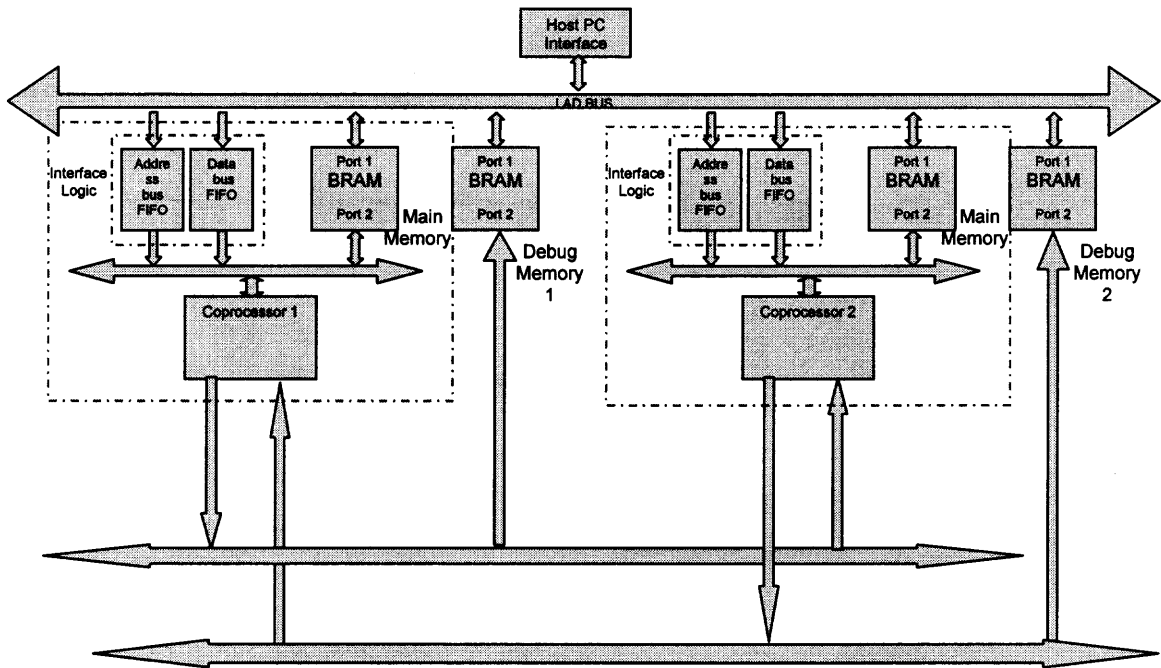 Host PC
Interface
LAD BUS
Interface
Logic
Addre
ss
bus
FIFO
Data
bus
FIFO
Port 1
BRAM
Port 2
Main
Memory
Port 1
BRAM
Port 2
Debug
Memory
1
Coprocessor 1
Interface
Logic
Addre
ss
bus
FIFO
Data
bus
FIFO
Port 1
BRAM
Port 2
Main
Memory
Port 1
BRAM
Port 2
Debug
Memory
2
Coprocessor 2